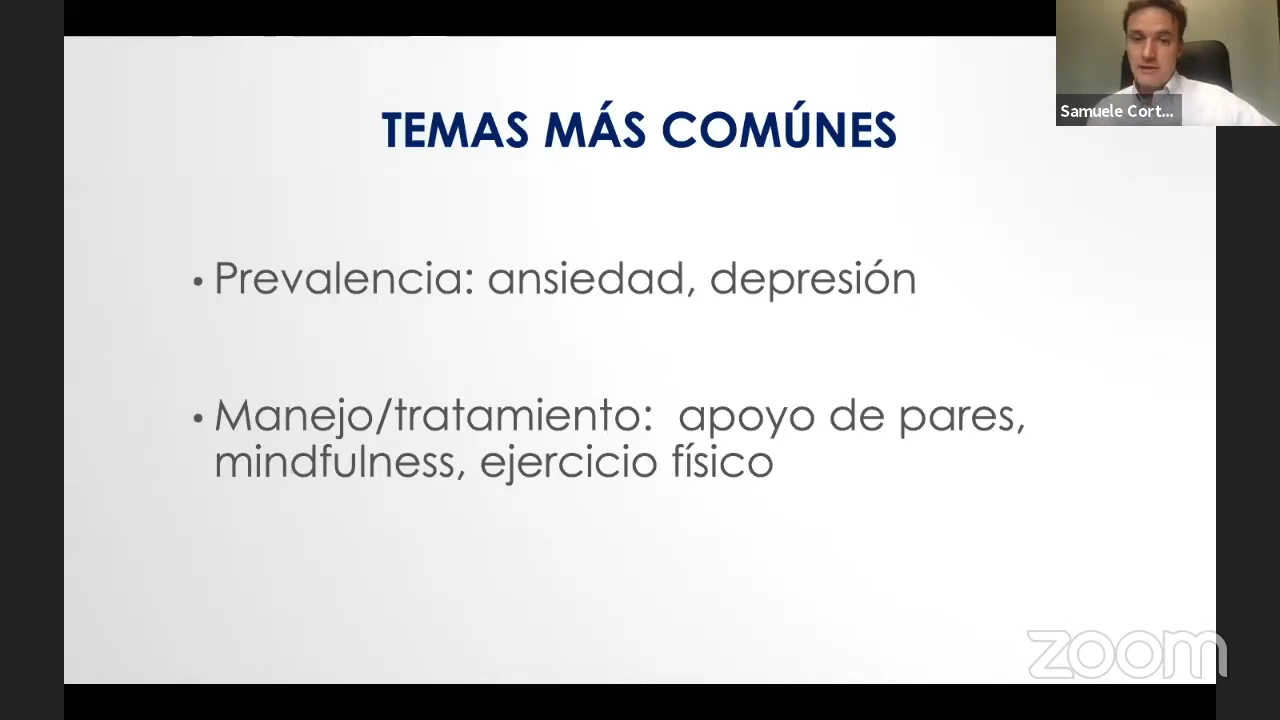 TEMAS MÁS COMÚNES
Samuele Cort...
• Prevalencia: ansiedad, depresión
• Manejo/tratamiento: apoyo de pares,
mindfulness, ejercicio físico
zoom